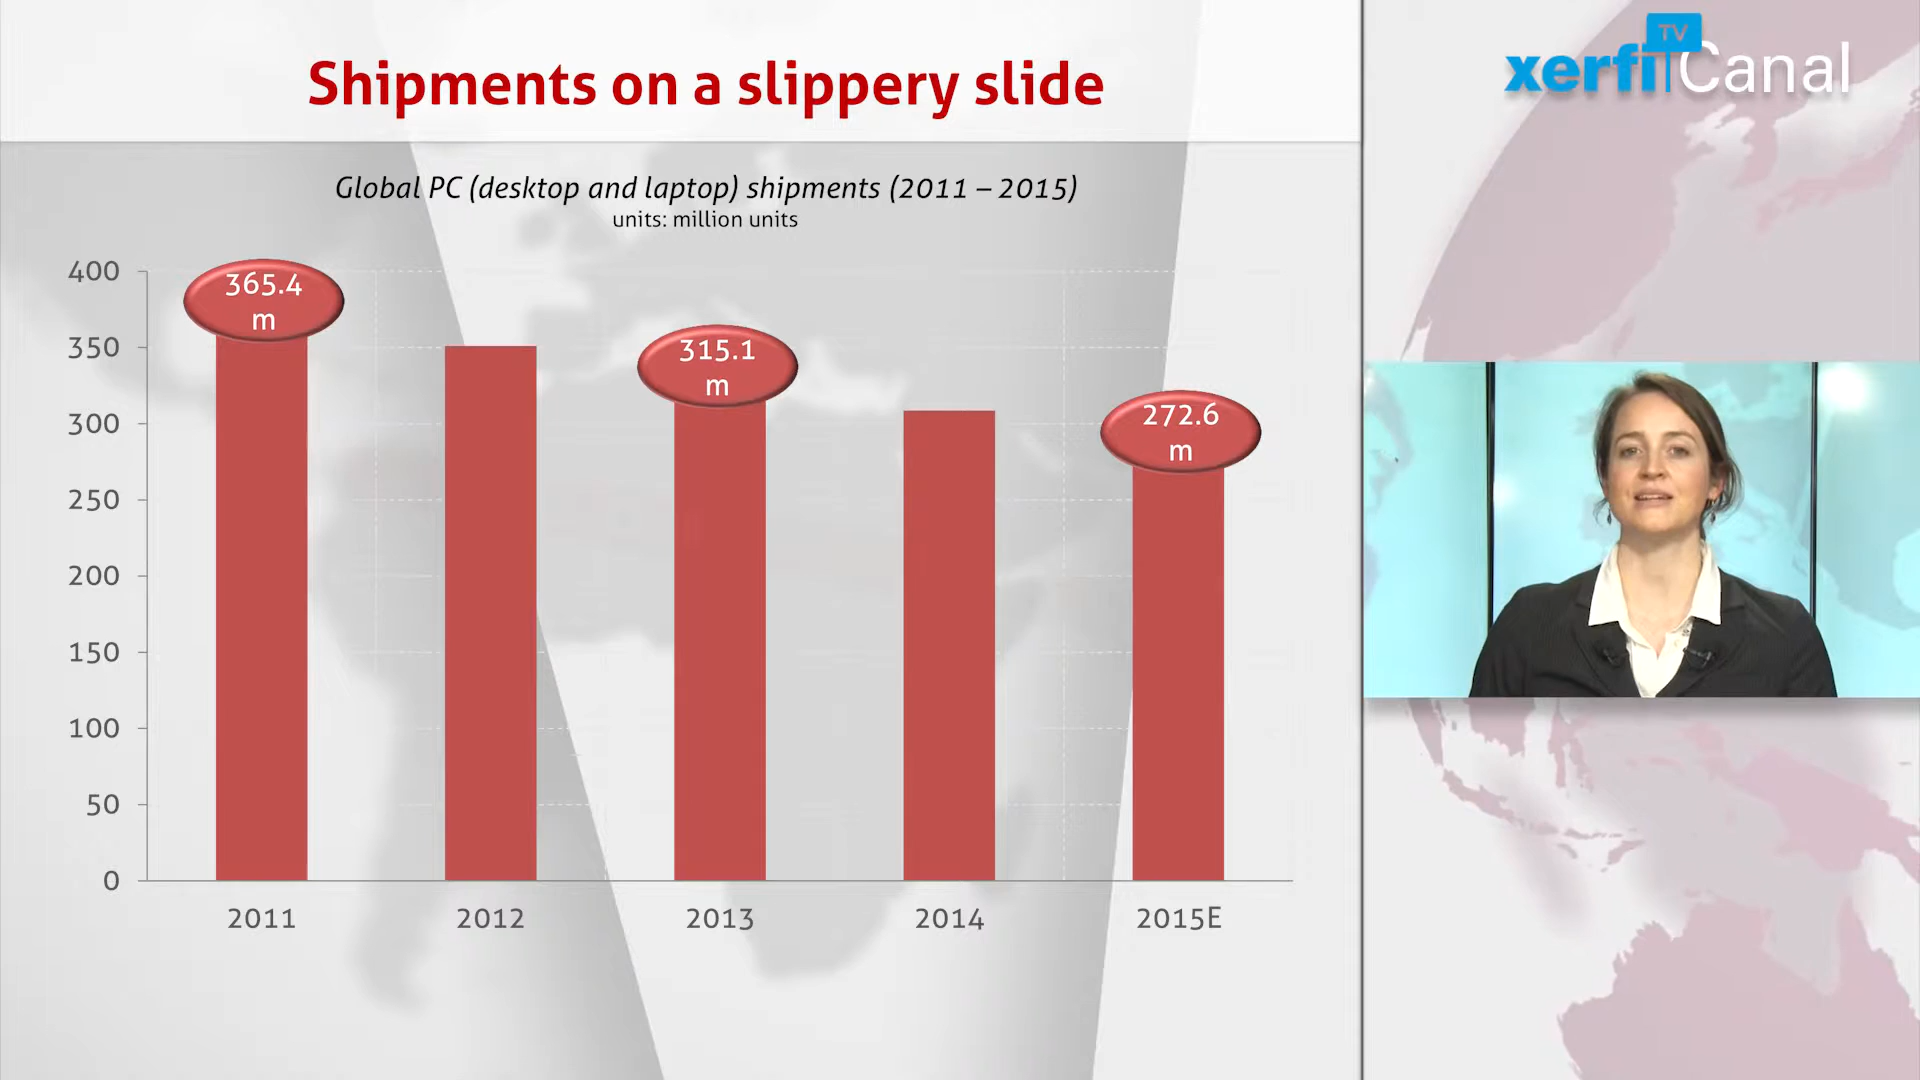 Shipments on a slippery slide
xerfi TV Canal
Global PC (desktop and laptop) shipments (2011 – 2015)
units: million units
400
350
300
250
200
150
100
50
0
365.4
m
315.1
m
272.6
m
2011
2012
2013
2014
2015E